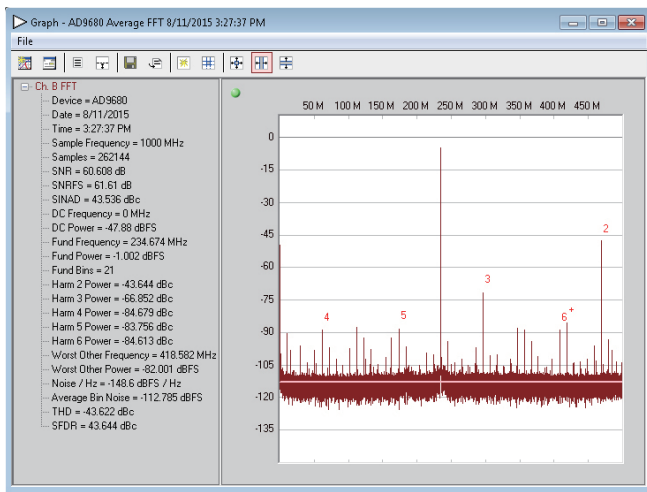 Graph - AD9680 Average FFT 8/11/2015 3:27:37 PM
File
Ch. B FFT
Device = AD9680
Date = 8/11/2015
Time = 3:27:37 PM
Sample Frequency = 1000 MHz
Samples = 262144
SNR = 60.608 dB
SNRFS = 61.61 dB
SINAD = 43.536 dBc
DC Frequency = 0 MHz
DC Power = -47.88 dBFS
Fund Frequency = 234.674 MHz
Fund Power = -1.002 dBFS
Fund Bins = 21
Harm 2 Power = -43.644 dBc
Harm 3 Power = -66.852 dBc
Harm 4 Power = -84.679 dBc
Harm 5 Power = -83.756 dBc
Harm 6 Power = -84.613 dBc
Worst Other Frequency = 418.582 MHz
Worst Other Power = -82.001 dBFS
Noise / Hz = -148.6 dBFS / Hz
Average Bin Noise = -112.785 dBFS
THD = -43.622 dBc
SFDR = 43.644 dBc
50 M 100 M 150 M 200 M 250 M 300 M 350 M 400 M 450 M
0
-15
-30
-45
-60
-75
-90
-105
-120
-135
2
3
4
5
6
+